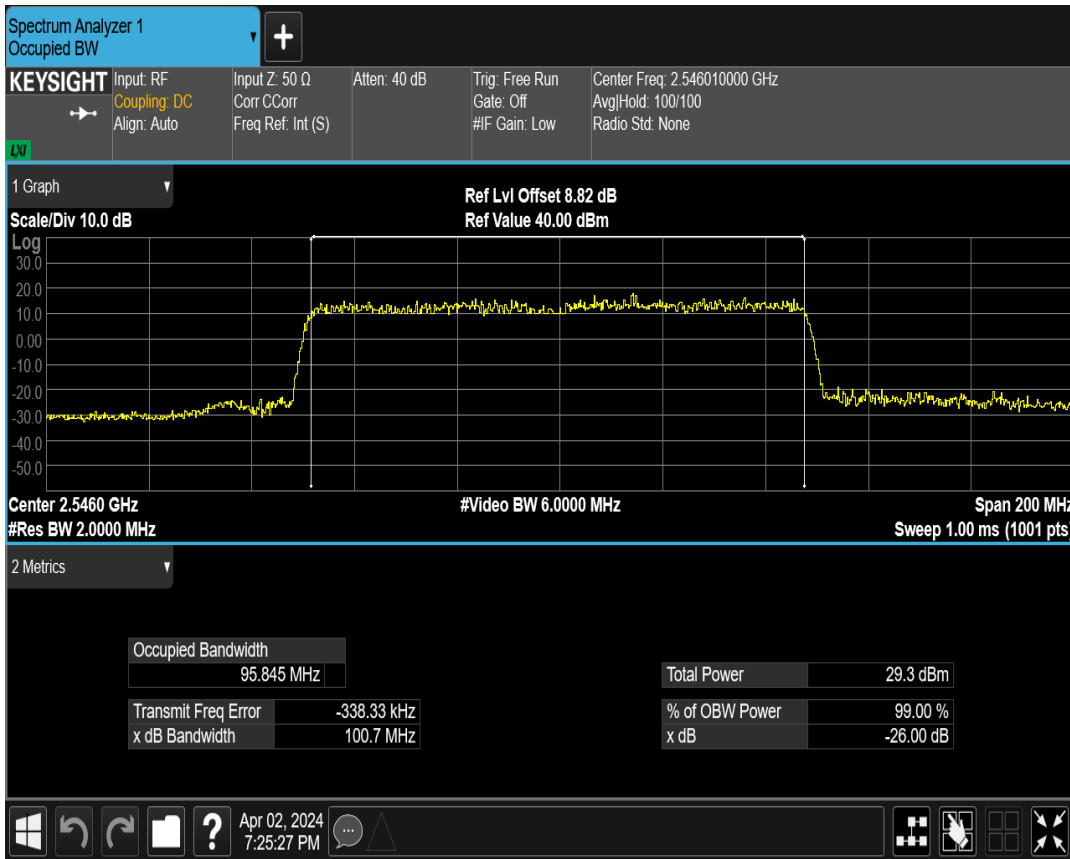 Spectrum Analyzer 1
Occupied BW
+
KEYSIGHT
LXI
Input: RF
Coupling: DC
Align: Auto
Input Z: 50 Ω
Corr CCorr
Freq Ref: Int (S)
Atten: 40 dB
Trig: Free Run
Gate: Off
#IF Gain: Low
Center Freq: 2.546010000 GHz
Avg|Hold: 100/100
Radio Std: None
1 Graph
Scale/Div 10.0 dB
Ref Lvl Offset 8.82 dB
Ref Value 40.00 dBm
Log
30.0
20.0
10.0
0.00
-10.0
-20.0
-30.0
-40.0
-50.0
Center 2.5460 GHz
#Video BW 6.0000 MHz
Span 200 MHz
#Res BW 2.0000 MHz
Sweep 1.00 ms (1001 pts)
2 Metrics
Occupied Bandwidth
95.845 MHz
Transmit Freq Error -338.33 kHz
x dB Bandwidth 100.7 MHz
Total Power 29.3 dBm
% of OBW Power 99.00 %
x dB -26.00 dB
?
Apr 02, 2024
7:25:27 PM